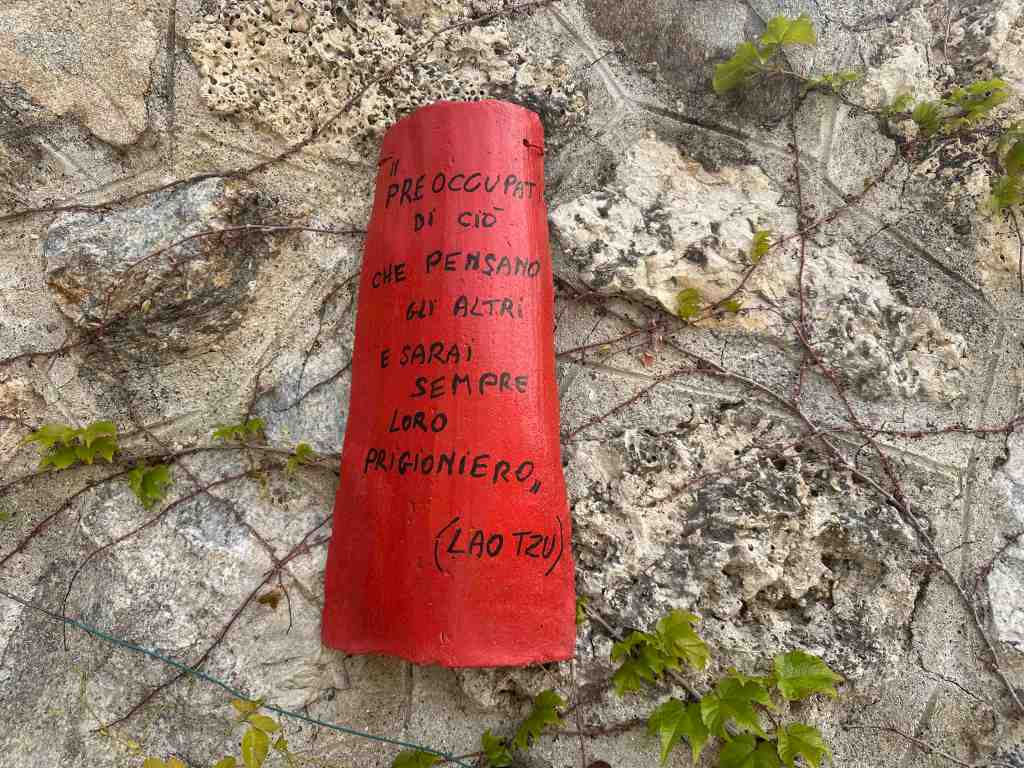 "PREOCCUPATI
DI CIÒ
CHE PENSANO
GLI ALTRI
E SARAI
SEMPRE
LORO
PRIGIONIERO"
(LAO TZU)